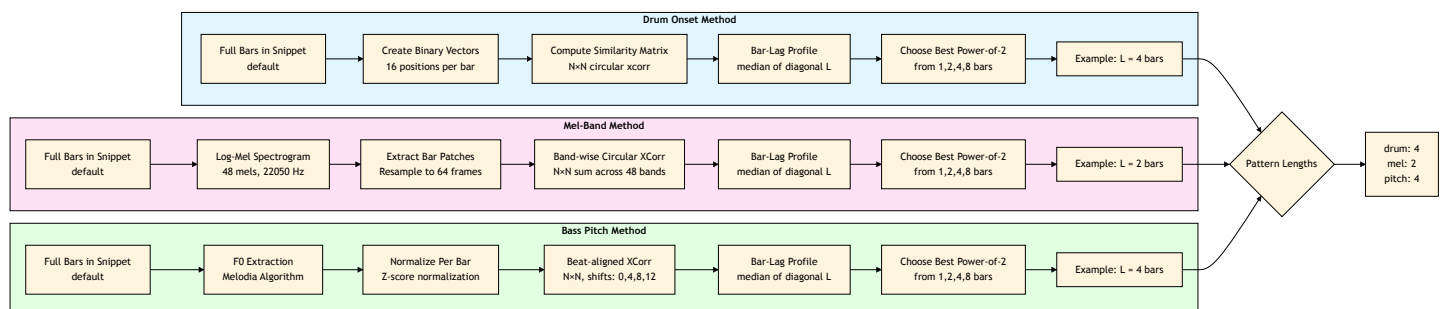 Drum Onset Method
Full Bars in Snippet
default
Create Binary Vectors
16 positions per bar
Compute Similarity Matrix
N×N circular xcorr
Bar-Lag Profile
median of diagonal L
Choose Best Power-of-2
from 1,2,4,8 bars
Example: L = 4 bars
Mel-Band Method
Full Bars in Snippet
default
Log-Mel Spectrogram
48 mels, 22050 Hz
Extract Bar Patches
Resample to 64 frames
Band-wise Circular XCorr
N×N sum across 48 bands
Bar-Lag Profile
median of diagonal L
Choose Best Power-of-2
from 1,2,4,8 bars
Example: L = 2 bars
Bass Pitch Method
Full Bars in Snippet
default
F0 Extraction
Melodia Algorithm
Normalize Per Bar
Z-score normalization
Beat-aligned XCorr
N×N, shifts: 0,4,8,12
Bar-Lag Profile
median of diagonal L
Choose Best Power-of-2
from 1,2,4,8 bars
Example: L = 4 bars
Pattern Lengths
drum: 4
mel: 2
pitch: 4